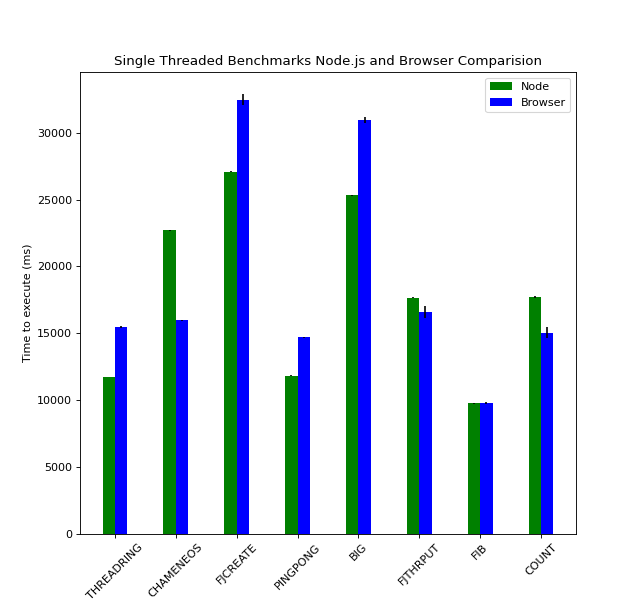 Single Threaded Benchmarks Node.js and Browser Comparision
Node
Browser
Time to execute (ms)
30000
25000
20000
15000
10000
5000
0
THREADRING
CHAMENEOS
FJCREATE
PINGPONG
BIG
FJTHRPUT
FIB
COUNT